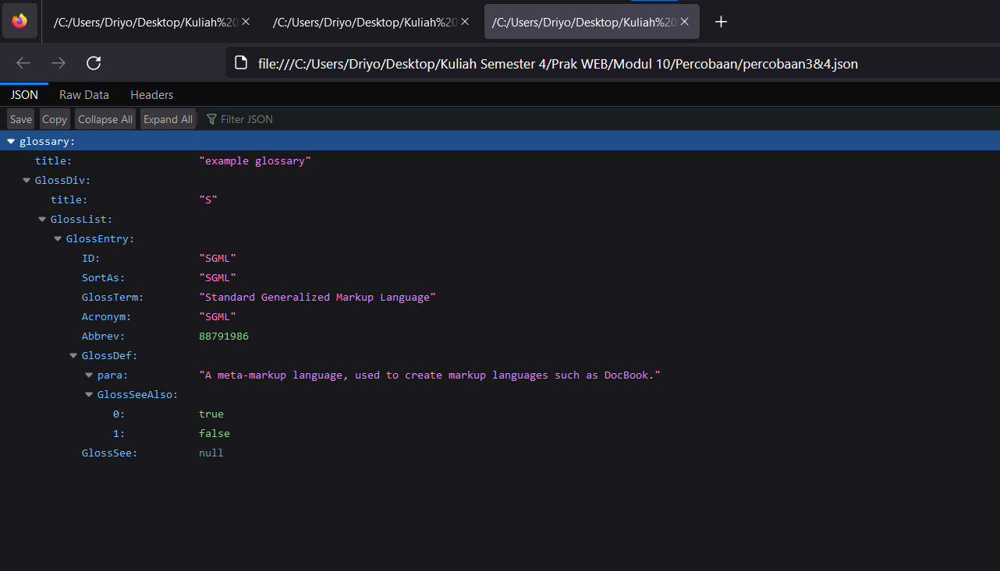 /C:/Users/Driyo/Desktop/Kuliah%20 /C:/Users/Driyo/Desktop/Kuliah%20 /C:/Users/Driyo/Desktop/Kuliah%20
file:///C:/Users/Driyo/Desktop/Kuliah Semester 4/Prak WEB/Modul 10/Percobaan/percobaan3&4.json
JSON Raw Data Headers
Save Copy Collapse All Expand All Filter JSON
glossary:
title: "example glossary"
GlossDiv:
title: "S"
GlossList:
GlossEntry:
ID: "SGML"
SortAs: "SGML"
GlossTerm: "Standard Generalized Markup Language"
Acronym: "SGML"
Abbrev: 88791986
GlossDef:
para: "A meta-markup language, used to create markup languages such as DocBook."
GlossSeeAlso:
0: true
1: false
GlossSee: null